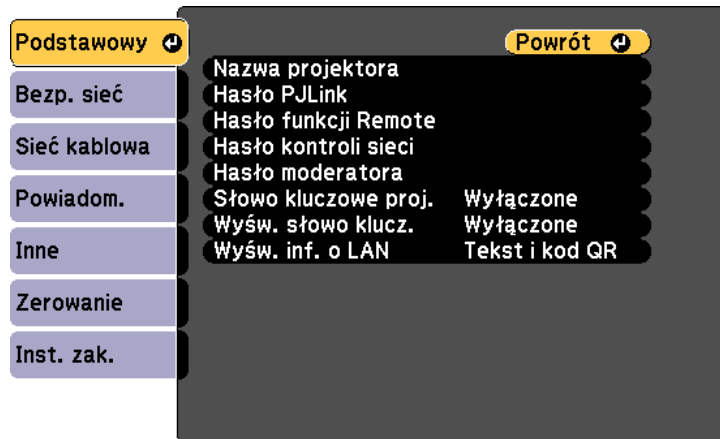 Podstawowy
Bezp. sieć
Sieć kablowa
Powiadom.
Inne
Zerowanie
Inst. zak.
Powrót
Nazwa projektora
Hasło PJLink
Hasło funkcji Remote
Hasło kontroli sieci
Hasło moderatora
Słowo kluczowe proj. Wyłączone
Wyśw. słowo klucz. Wyłączone
Wyśw. inf. o LAN Tekst i kod QR